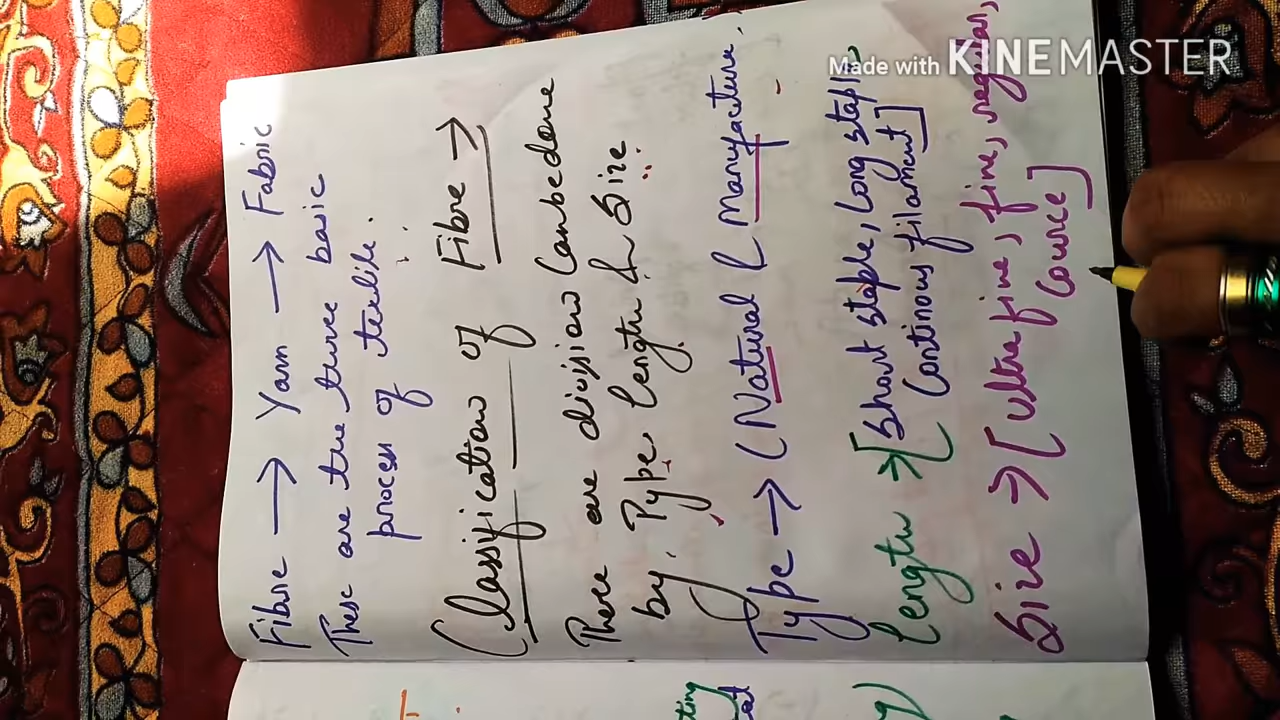 Fibre → Yarn → Fabric
These are the three basic
process of textile.
Classification of Fibre →
There are division Can be done
by, Type, length & Size.
Type → (Natural (Manufacture,
length → [Short staple, Long staple
Continous filament]
Size → [ultra fine, fine, regular,
Cource]
Made with KINEMASTER